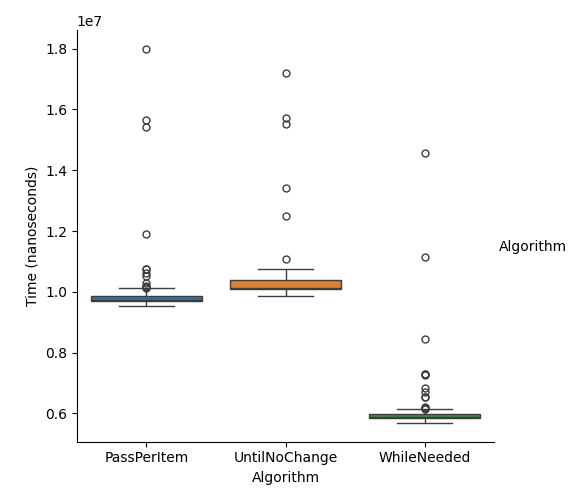 1e7
1.8
1.6
1.4
1.2
1.0
0.8
0.6
Time (nanoseconds)
PassPerItem UntilNoChange WhileNeeded
Algorithm
Algorithm